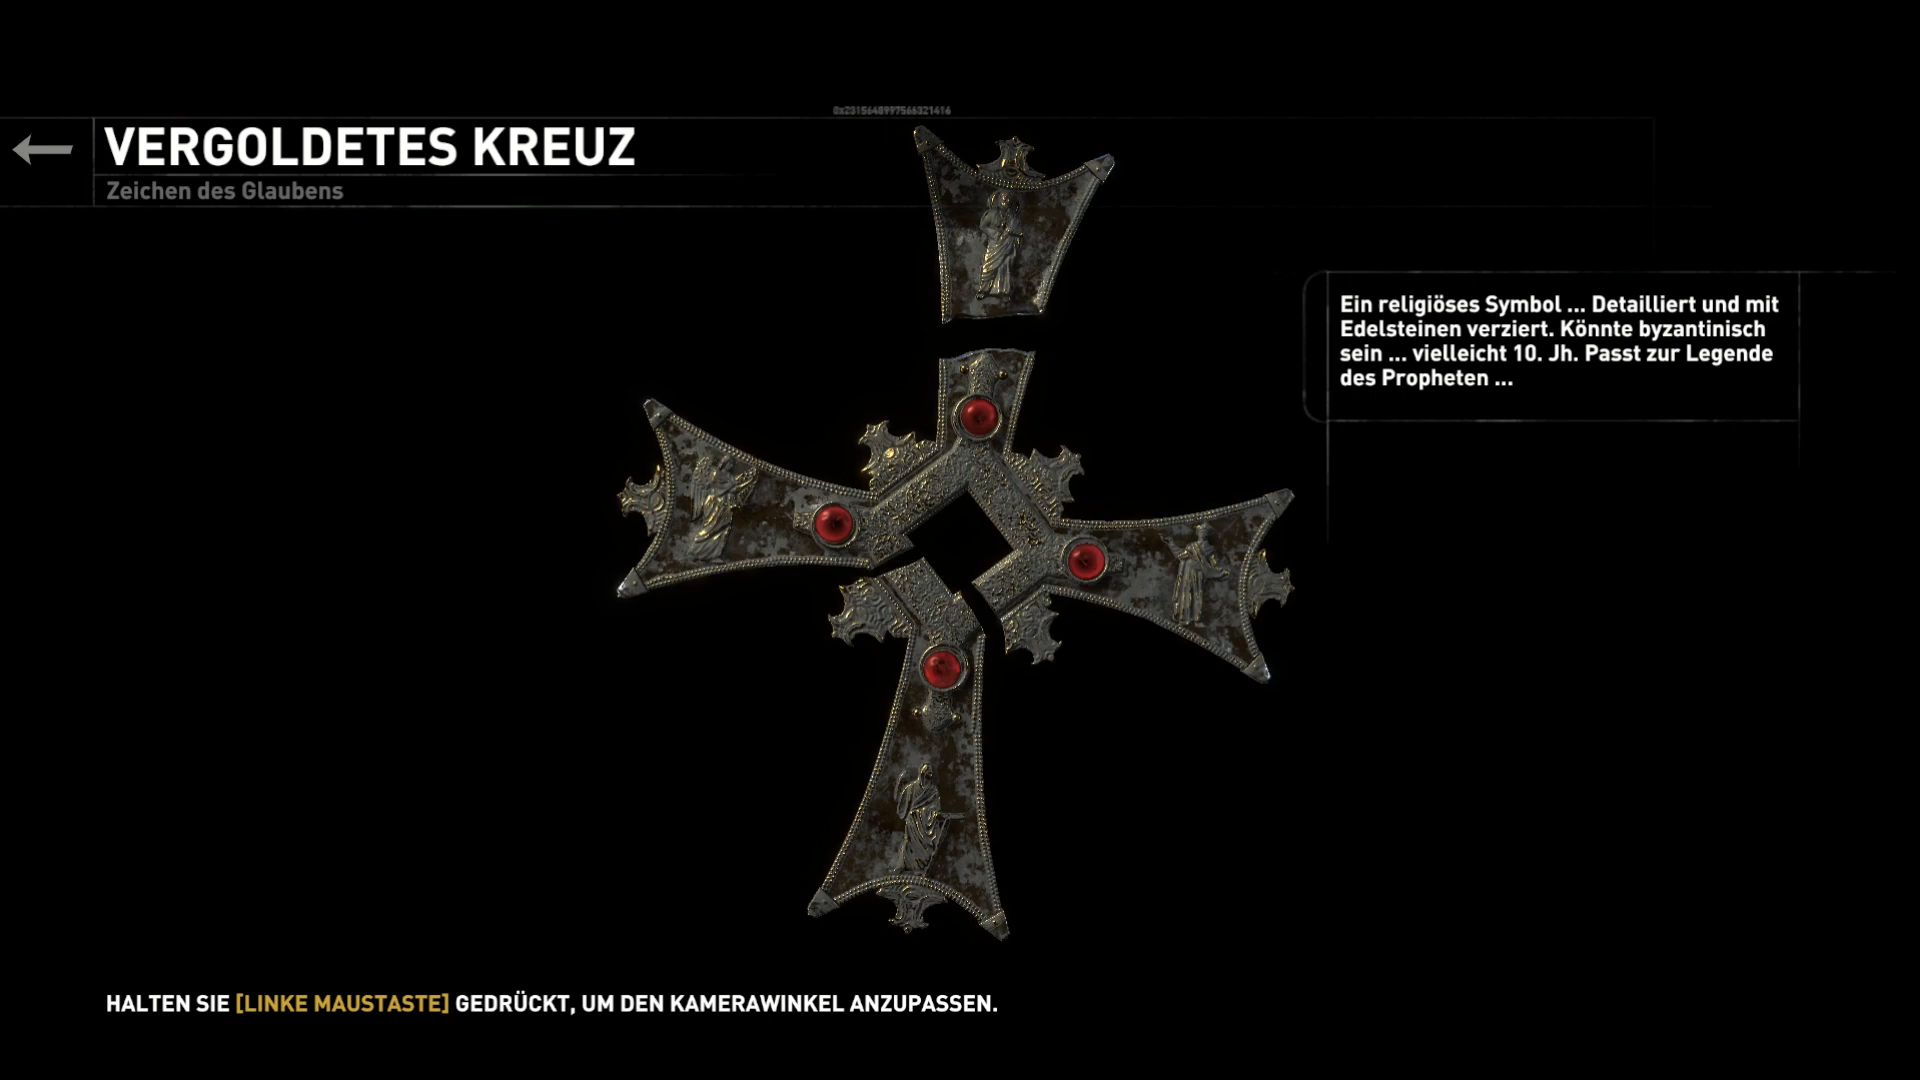 VERGOLDETES KREUZ
Zeichen des Glaubens
Ein religiöses Symbol ... Detailliert und mit
Edelsteinen verziert. Könnte byzantinisch
sein ... vielleicht 10. Jh. Passt zur Legende
des Propheten ...
HALTEN SIE [LINKE MAUSTASTE] GEDRÜCKT, UM DEN KAMERAWINKEL ANZUPASSEN.